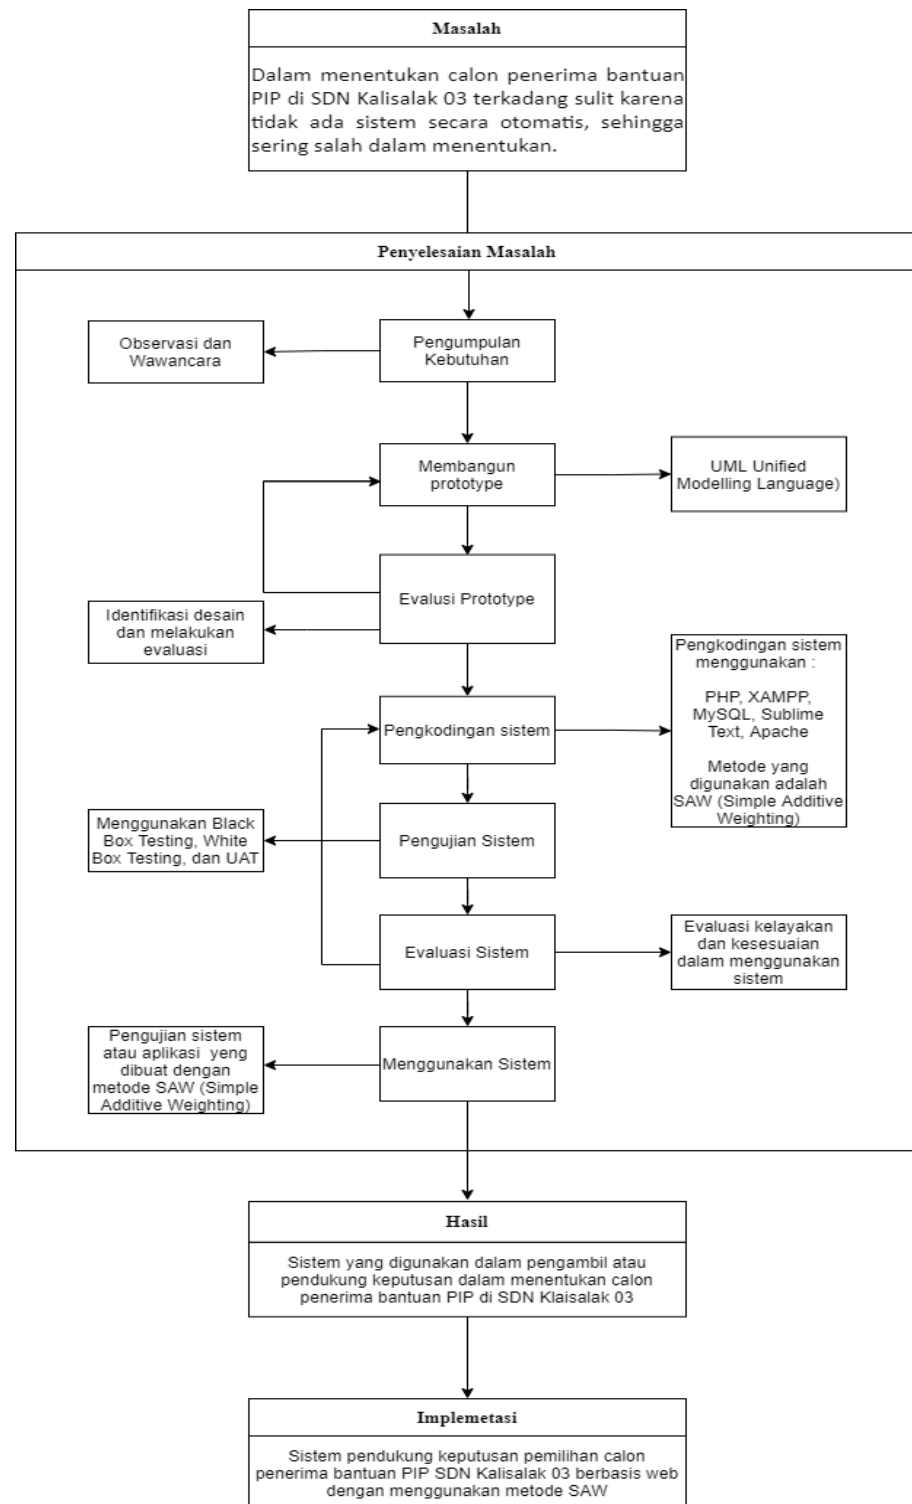 Masalah
Dalam menentukan calon penerima bantuan
PIP di SDN Kalisalak 03 terkadang sulit karena
tidak ada sistem secara otomatis, sehingga
sering salah dalam menentukan.
Penyelesaian Masalah
Pengumpulan
Kebutuhan
Observasi dan
Wawancara
Membangun
prototype
UML Unified
Modelling Language)
Evalusi Prototype
Identifikasi desain
dan melakukan
evaluasi
Pengkodingan sistem
Pengkodingan sistem
menggunakan :
PHP, XAMPP,
MySQL, Sublime
Text, Apache
Metode yang
digunakan adalah
SAW (Simple Additive
Weighting)
Pengujian Sistem
Menggunakan Black
Box Testing, White
Box Testing, dan UAT
Evaluasi Sistem
Evaluasi kelayakan
dan kesesuaian
dalam menggunakan
sistem
Menggunakan Sistem
Pengujian sistem
atau aplikasi yeng
dibuat dengan
metode SAW (Simple
Additive Weighting)
Hasil
Sistem yang digunakan dalam pengambil atau
pendukung keputusan dalam menentukan calon
penerima bantuan PIP di SDN Klaisalak 03
Implemetasi
Sistem pendukung keputusan pemilihan calon
penerima bantuan PIP SDN Kalisalak 03 berbasis web
dengan menggunakan metode SAW